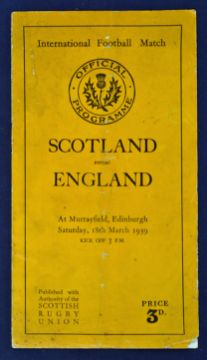 International Football Match
OFFICIAL
PROGRAMME
SCOTLAND
versus
ENGLAND
At Murrayfield, Edinburgh
Saturday, 18th March 1939
KICK OFF 3 P.M.
Published with
Authority of the
SCOTTISH
RUGBY
UNION
PRICE
3D.